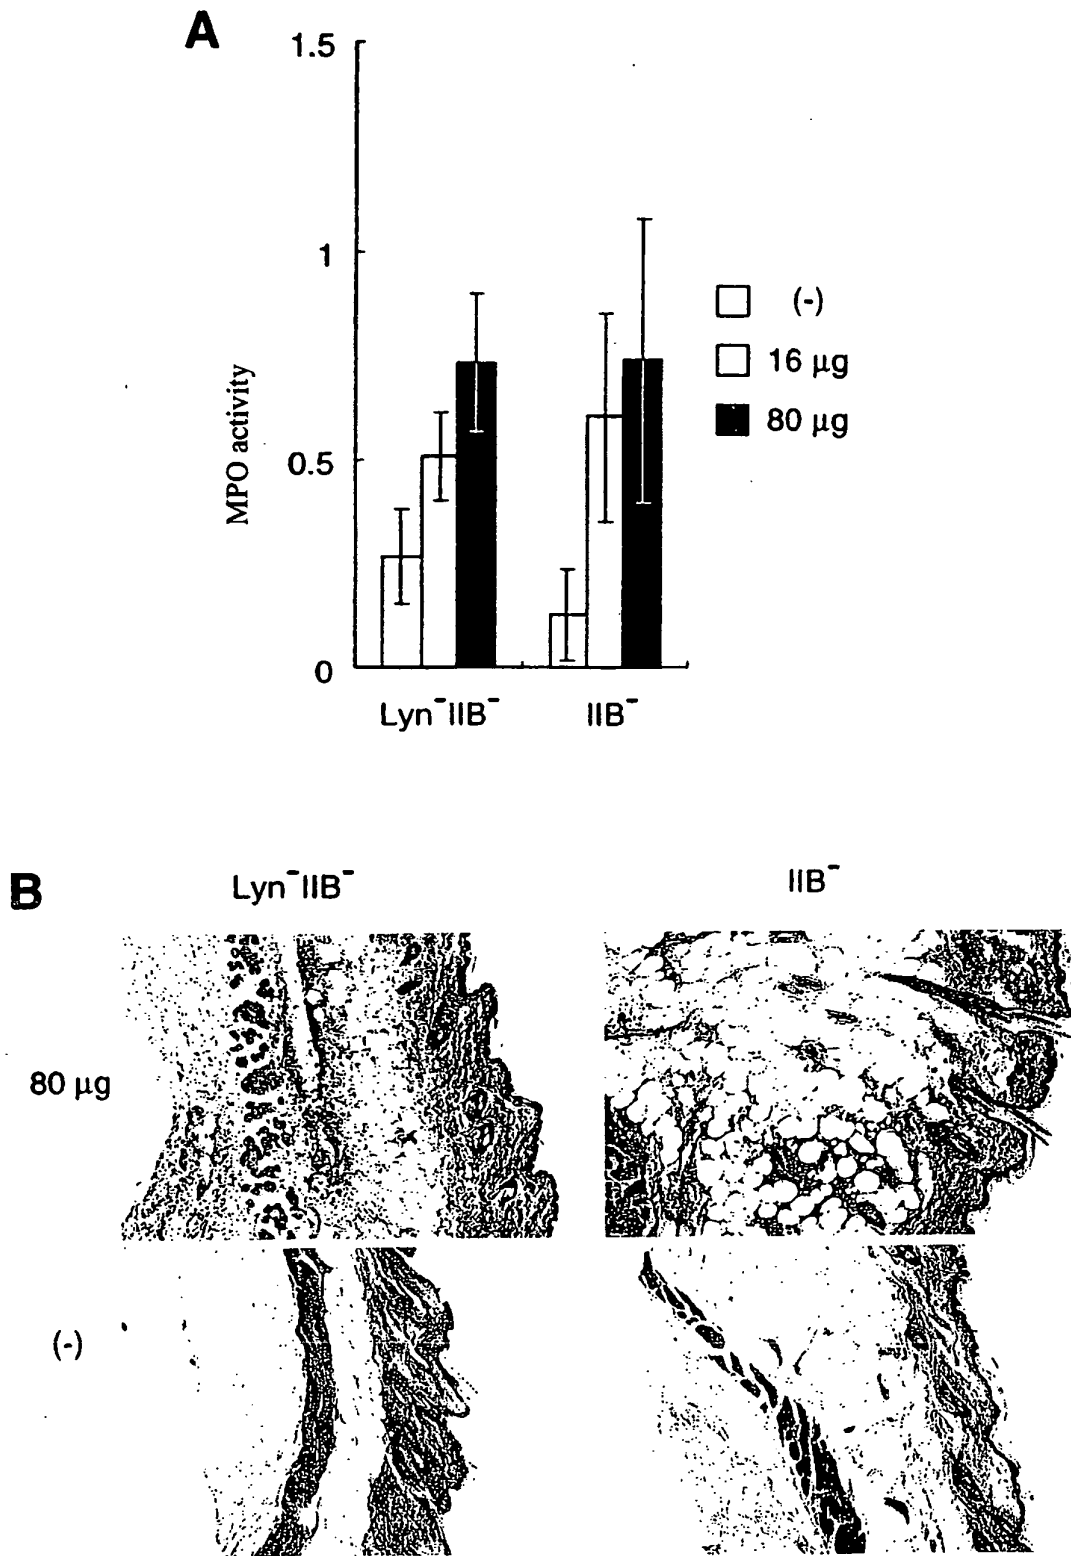 A
1.5
1
0.5
0
MPO activity
(-)
16 µg
80 µg
Lyn⁻IIB⁻ IIB⁻
B
Lyn⁻IIB⁻ IIB⁻
80 µg
(-)